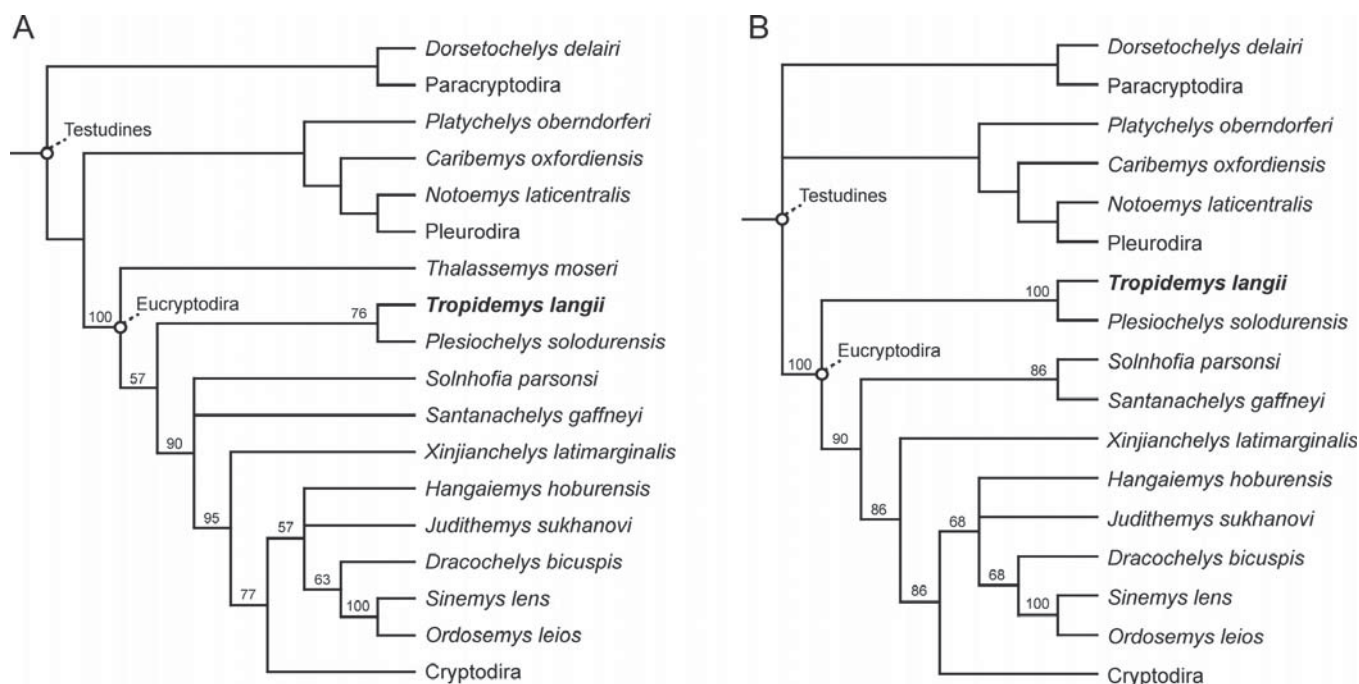 A
Dorsetochelys delairi
Paracryptodira
Testudines
Platychelys oberndorferi
Caribemys oxfordiensis
Notoemys laticentralis
Pleurodira
Thalassemys moseri
100
Eucryptodira
76
Tropidemys langii
Plesiochelys solodurensis
57
Solnhofia parsonsi
Santanachelys gaffneyi
90
Xinjianchelys latimarginalis
Hangaiemys hoburensis
95
57
Judithemys sukhanovi
Dracochelys bicuspis
63
77
100
Sinemys lens
Ordosemys leios
Cryptodira
B
Dorsetochelys delairi
Paracryptodira
Platychelys oberndorferi
Caribemys oxfordiensis
Testudines
Notoemys laticentralis
Pleurodira
100
Tropidemys langii
Plesiochelys solodurensis
100
Eucryptodira
86
Solnhofia parsonsi
Santanachelys gaffneyi
90
Xinjianchelys latimarginalis
Hangaiemys hoburensis
86
68
Judithemys sukhanovi
Dracochelys bicuspis
68
86
100
Sinemys lens
Ordosemys leios
Cryptodira